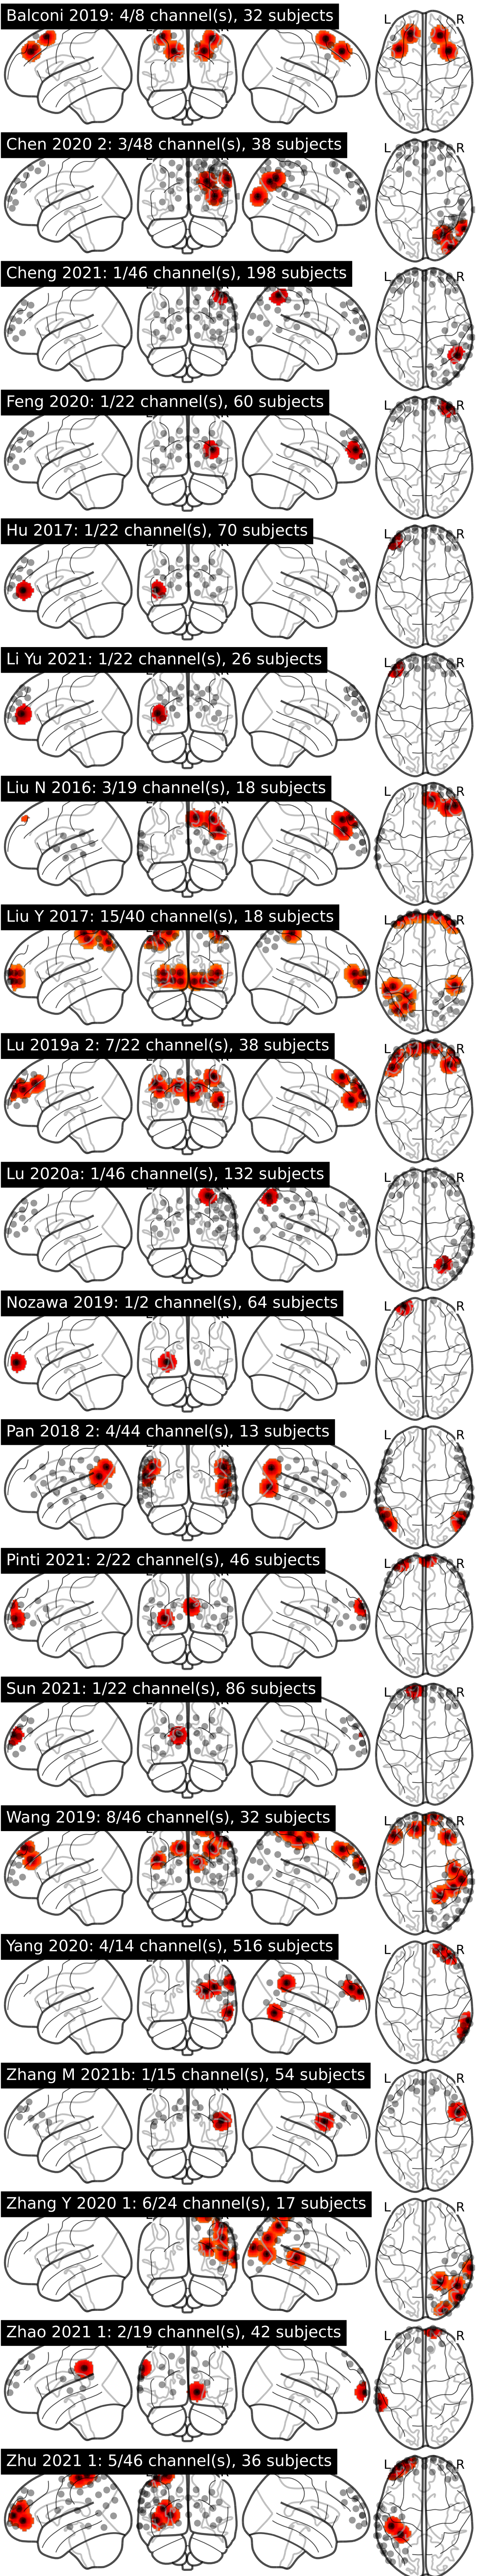 Balconi 2019: 4/8 channel(s), 32 subjects
L R
Chen 2020 2: 3/48 channel(s), 38 subjects
L R
Cheng 2021: 1/46 channel(s), 198 subjects
L R
Feng 2020: 1/22 channel(s), 60 subjects
L R
Hu 2017: 1/22 channel(s), 70 subjects
L R
Li Yu 2021: 1/22 channel(s), 26 subjects
L R
Liu N 2016: 3/19 channel(s), 18 subjects
L R
Liu Y 2017: 15/40 channel(s), 18 subjects
L R
Lu 2019a 2: 7/22 channel(s), 38 subjects
L R
Lu 2020a: 1/46 channel(s), 132 subjects
L R
Nozawa 2019: 1/2 channel(s), 64 subjects
L R
Pan 2018 2: 4/44 channel(s), 13 subjects
L R
Pinti 2021: 2/22 channel(s), 46 subjects
L R
Sun 2021: 1/22 channel(s), 86 subjects
L R
Wang 2019: 8/46 channel(s), 32 subjects
L R
Yang 2020: 4/14 channel(s), 516 subjects
L R
Zhang M 2021b: 1/15 channel(s), 54 subjects
L R
Zhang Y 2020 1: 6/24 channel(s), 17 subjects
L R
Zhao 2021 1: 2/19 channel(s), 42 subjects
L R
Zhu 2021 1: 5/46 channel(s), 36 subjects
L R